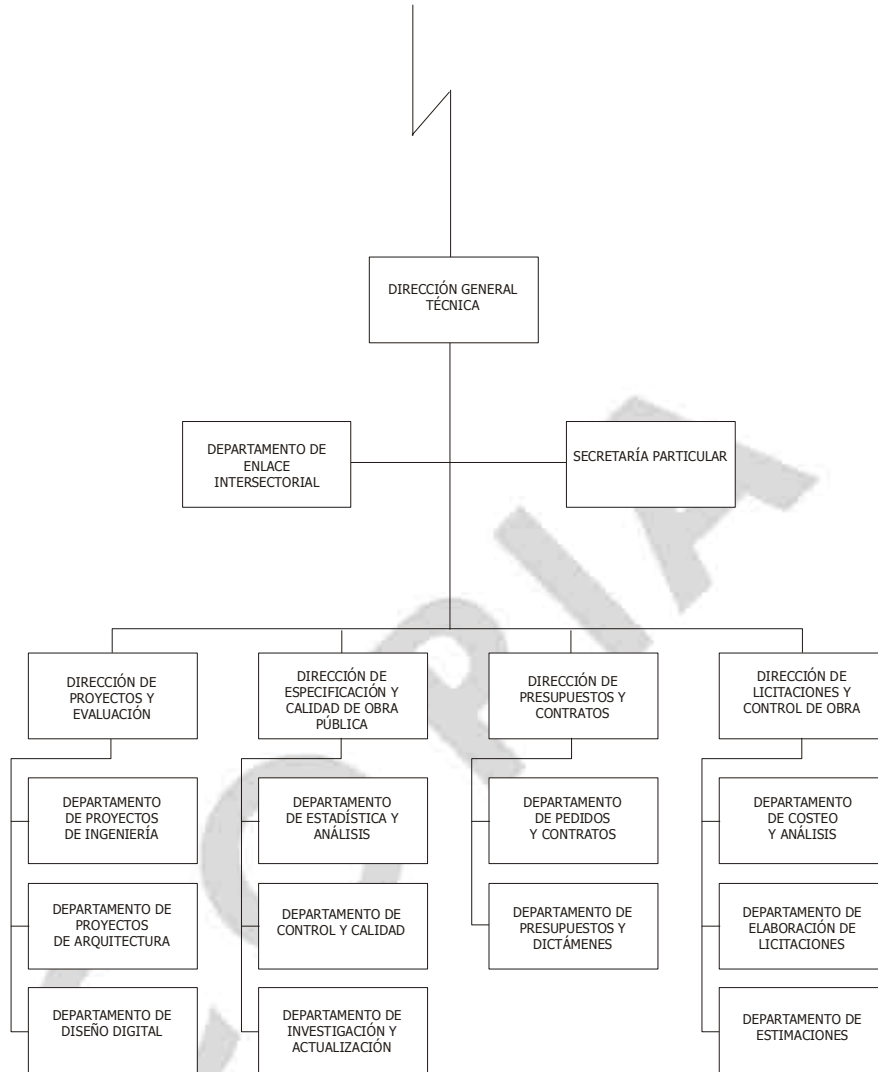 DIRECCIÓN GENERAL
TÉCNICA
DEPARTAMENTO DE
ENLACE
INTERSECTORIAL
SECRETARÍA PARTICULAR
DIRECCIÓN DE
PROYECTOS Y
EVALUACIÓN
DIRECCIÓN DE
ESPECIFICACIÓN Y
CALIDAD DE OBRA
PÚBLICA
DIRECCIÓN DE
PRESUPUESTOS Y
CONTRATOS
DIRECCIÓN DE
LICITACIONES Y
CONTROL DE OBRA
DEPARTAMENTO
DE PROYECTOS
DE INGENIERÍA
DEPARTAMENTO
DE ESTADÍSTICA Y
ANÁLISIS
DEPARTAMENTO
DE PEDIDOS
Y CONTRATOS
DEPARTAMENTO
DE COSTEO
Y ANÁLISIS
DEPARTAMENTO DE
PROYECTOS
DE ARQUITECTURA
DEPARTAMENTO DE
CONTROL Y CALIDAD
DEPARTAMENTO DE
PRESUPUESTOS Y
DICTÁMENES
DEPARTAMENTO DE
ELABORACIÓN DE
LICITACIONES
DEPARTAMENTO DE
DISEÑO DIGITAL
DEPARTAMENTO DE
INVESTIGACIÓN Y
ACTUALIZACIÓN
DEPARTAMENTO DE
ESTIMACIONES
COPIA